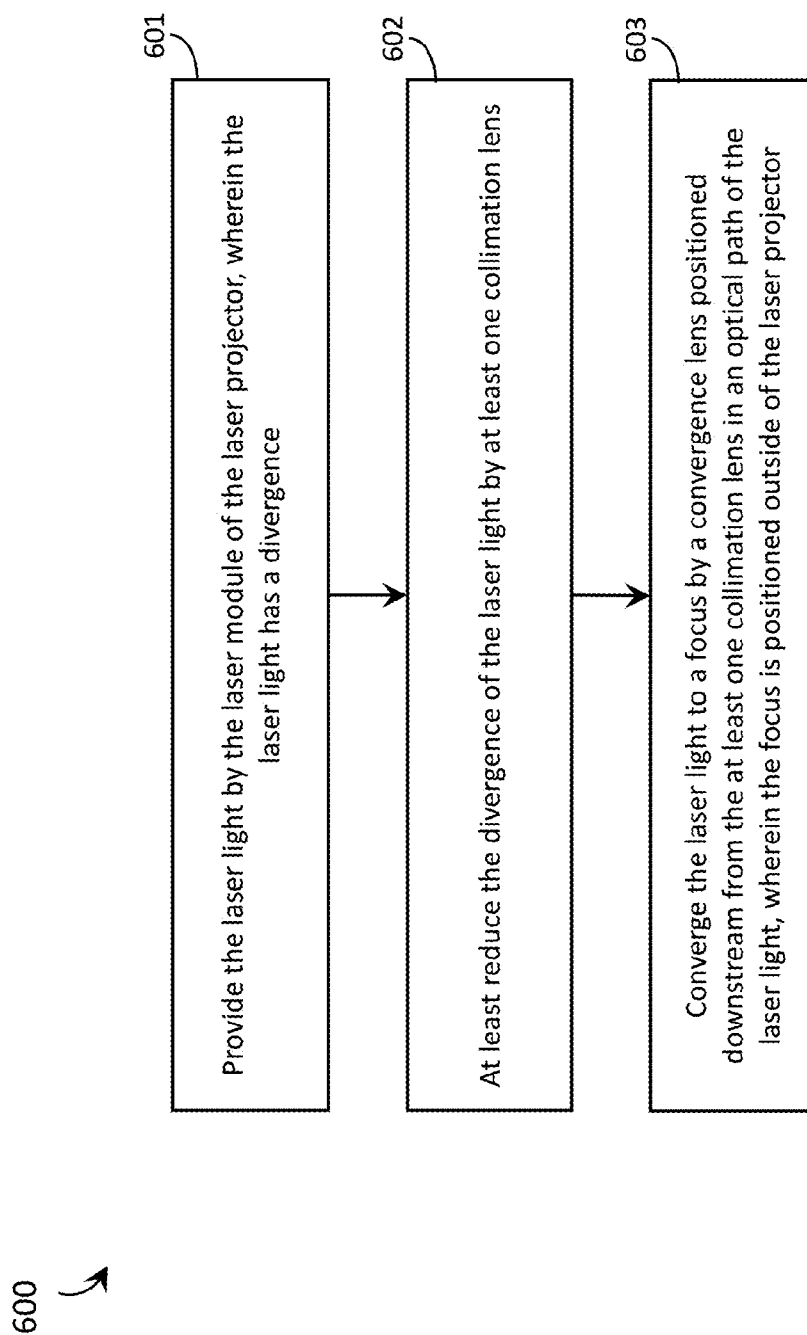 600
601
Provide the laser light by the laser module of the laser projector, wherein the
laser light has a divergence
602
At least reduce the divergence of the laser light by at least one collimation lens
603
Converge the laser light to a focus by a convergence lens positioned
downstream from the at least one collimation lens in an optical path of the
laser light, wherein the focus is positioned outside of the laser projector